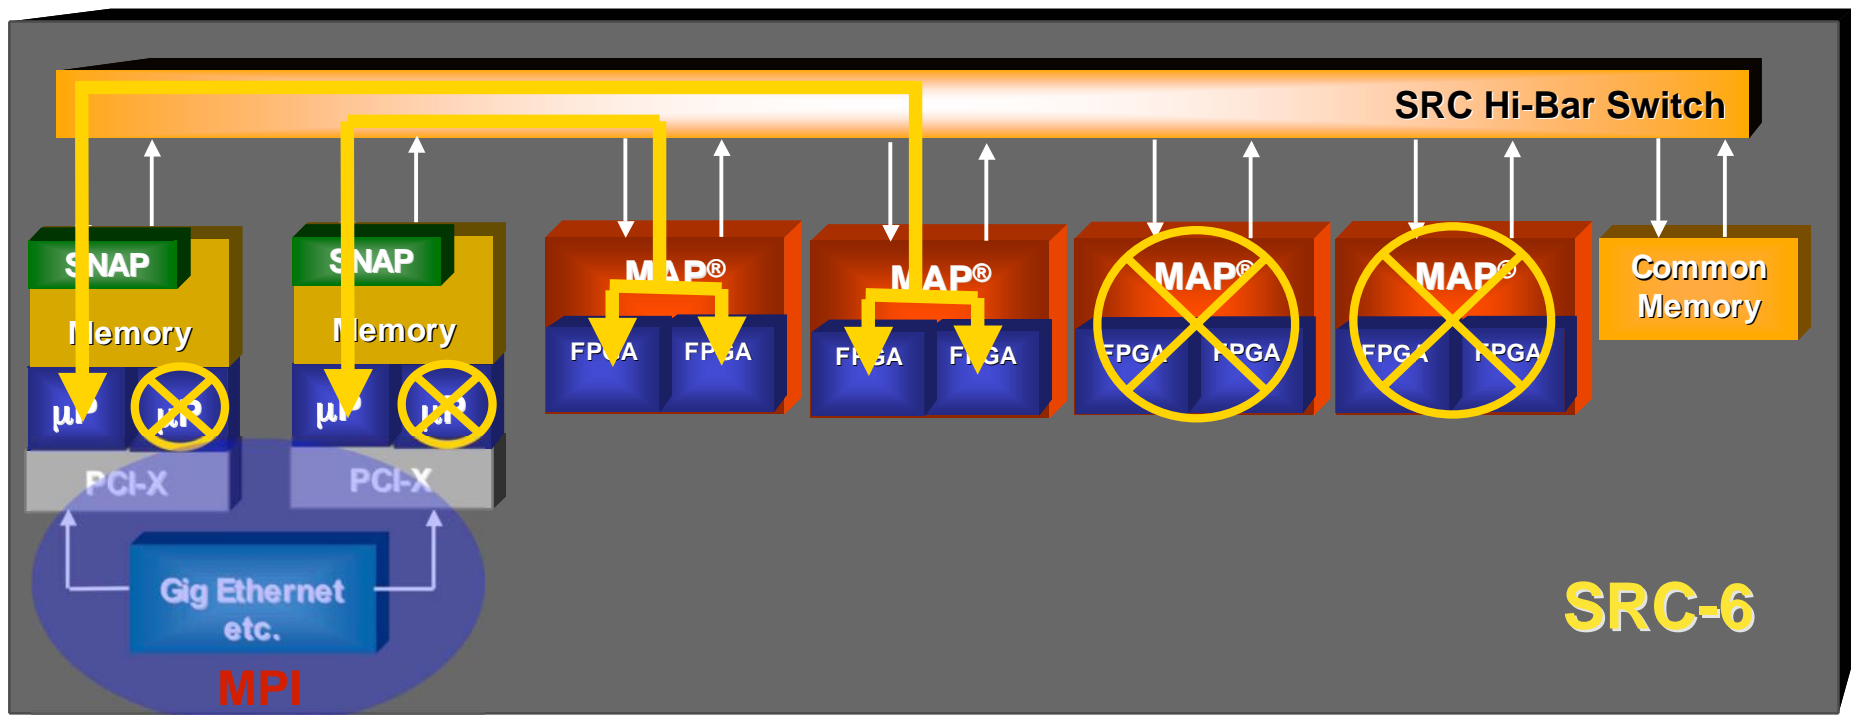 SRC Hi-Bar Switch
SNAP
Memory
μP
μP
PCI-X
SNAP
Memory
μP
μP
PCI-X
Gig Ethernet
etc.
MPI
MAP®
FPGA
FPGA
MAP®
FPGA
FPGA
MAP®
FPGA
FPGA
MAP®
FPGA
FPGA
Common
Memory
SRC-6